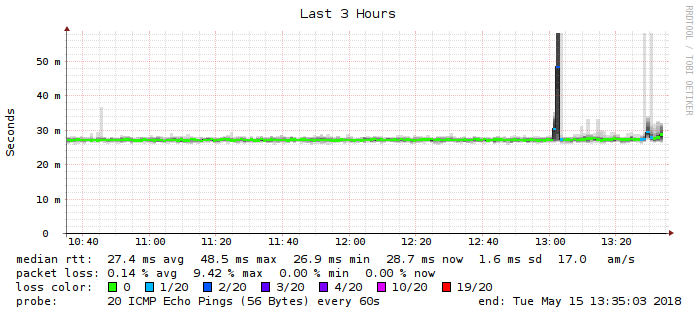 Last 3 Hours
RRDTOOL / TOBI OETIKER
Seconds
50 m
40 m
30 m
20 m
10 m
0
10:40 11:00 11:20 11:40 12:00 12:20 12:40 13:00 13:20
median rtt: 27.4 ms avg 48.5 ms max 26.9 ms min 28.7 ms now 1.6 ms sd 17.0 am/s
packet loss: 0.14 % avg 9.42 % max 0.00 % min 0.00 % now
loss color: 0 1/20 2/20 3/20 4/20 10/20 19/20
probe: 20 ICMP Echo Pings (56 Bytes) every 60s end: Tue May 15 13:35:03 2018